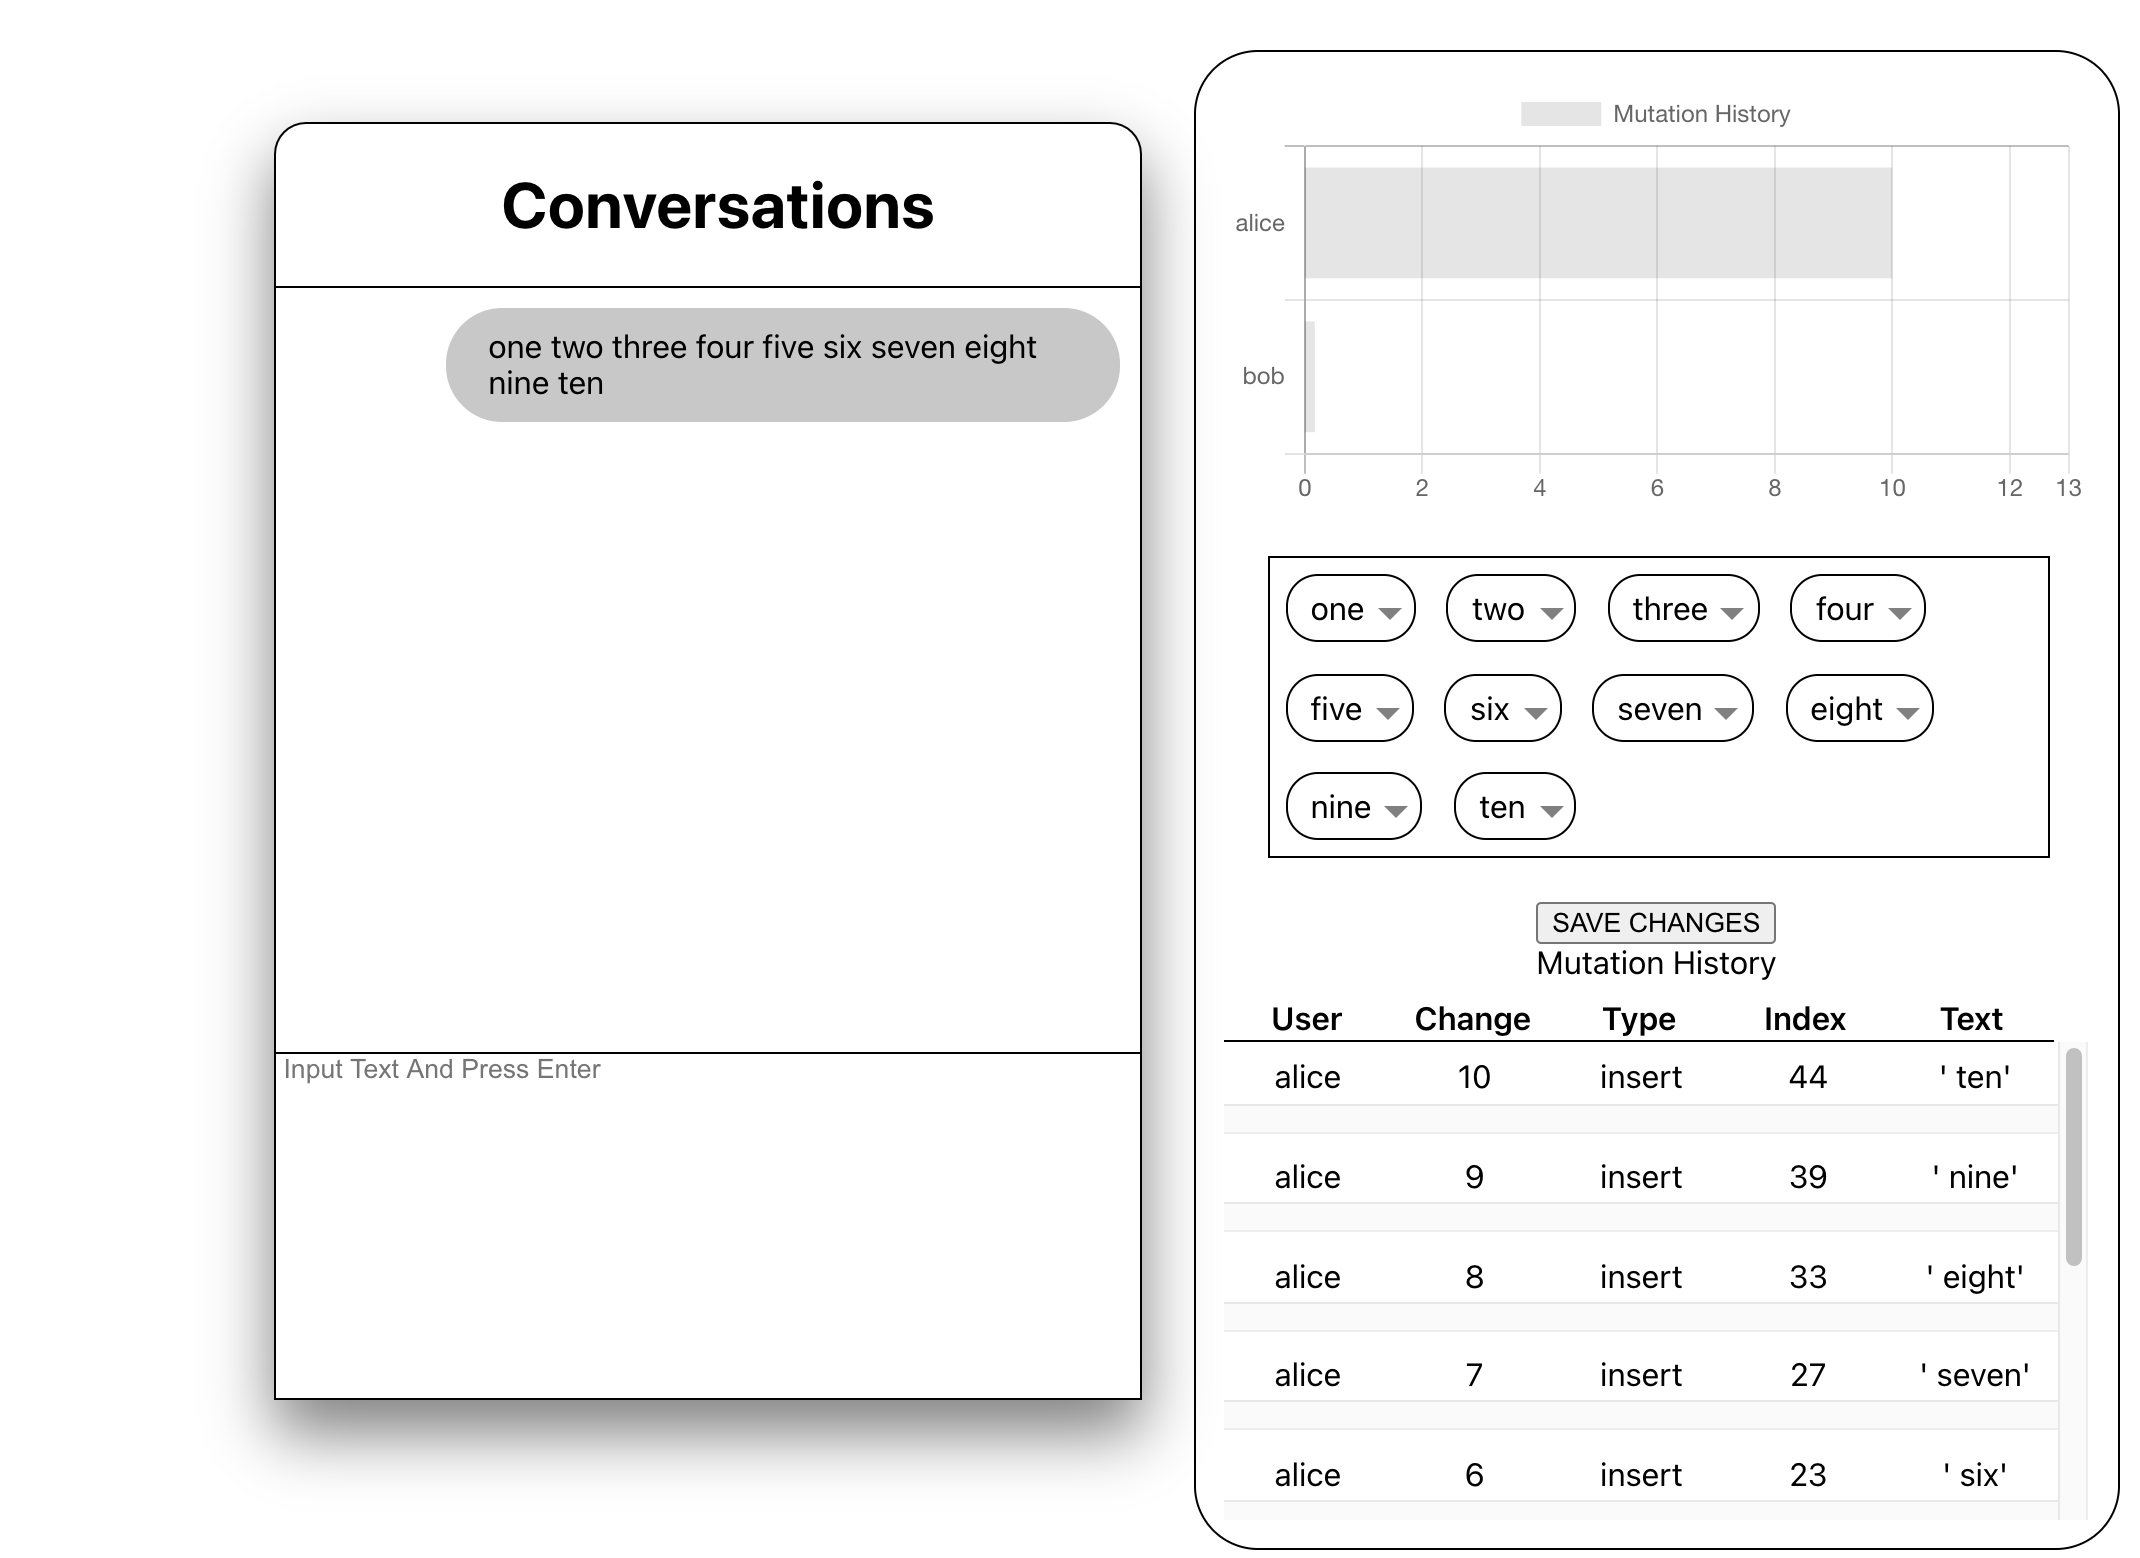 Conversations
one two three four five six seven eight
nine ten
Input Text And Press Enter
Mutation History
alice
bob
0 2 4 6 8 10 12 13
one two three four
five six seven eight
nine ten
SAVE CHANGES
Mutation History
User Change Type Index Text
alice 10 insert 44 ' ten'
alice 9 insert 39 ' nine'
alice 8 insert 33 ' eight'
alice 7 insert 27 ' seven'
alice 6 insert 23 ' six'